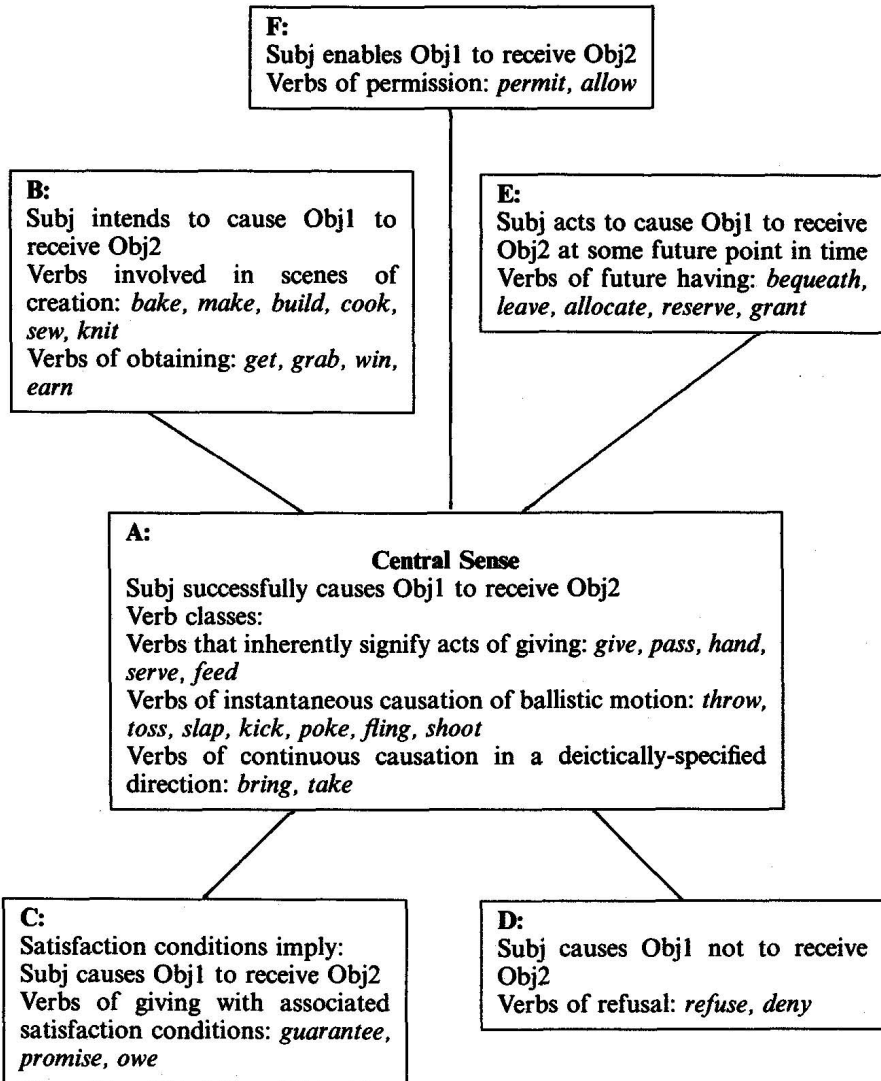 F:
Subj enables Obj1 to receive Obj2
Verbs of permission: permit, allow
B:
Subj intends to cause Obj1 to
receive Obj2
Verbs involved in scenes of
creation: bake, make, build, cook,
sew, knit
Verbs of obtaining: get, grab, win,
earn
E:
Subj acts to cause Obj1 to receive
Obj2 at some future point in time
Verbs of future having: bequeath,
leave, allocate, reserve, grant
A:
Central Sense
Subj successfully causes Obj1 to receive Obj2
Verb classes:
Verbs that inherently signify acts of giving: give, pass, hand,
serve, feed
Verbs of instantaneous causation of ballistic motion: throw,
toss, slap, kick, poke, fling, shoot
Verbs of continuous causation in a deictically-specified
direction: bring, take
C:
Satisfaction conditions imply:
Subj causes Obj1 to receive Obj2
Verbs of giving with associated
satisfaction conditions: guarantee,
promise, owe
D:
Subj causes Obj1 not to receive
Obj2
Verbs of refusal: refuse, deny